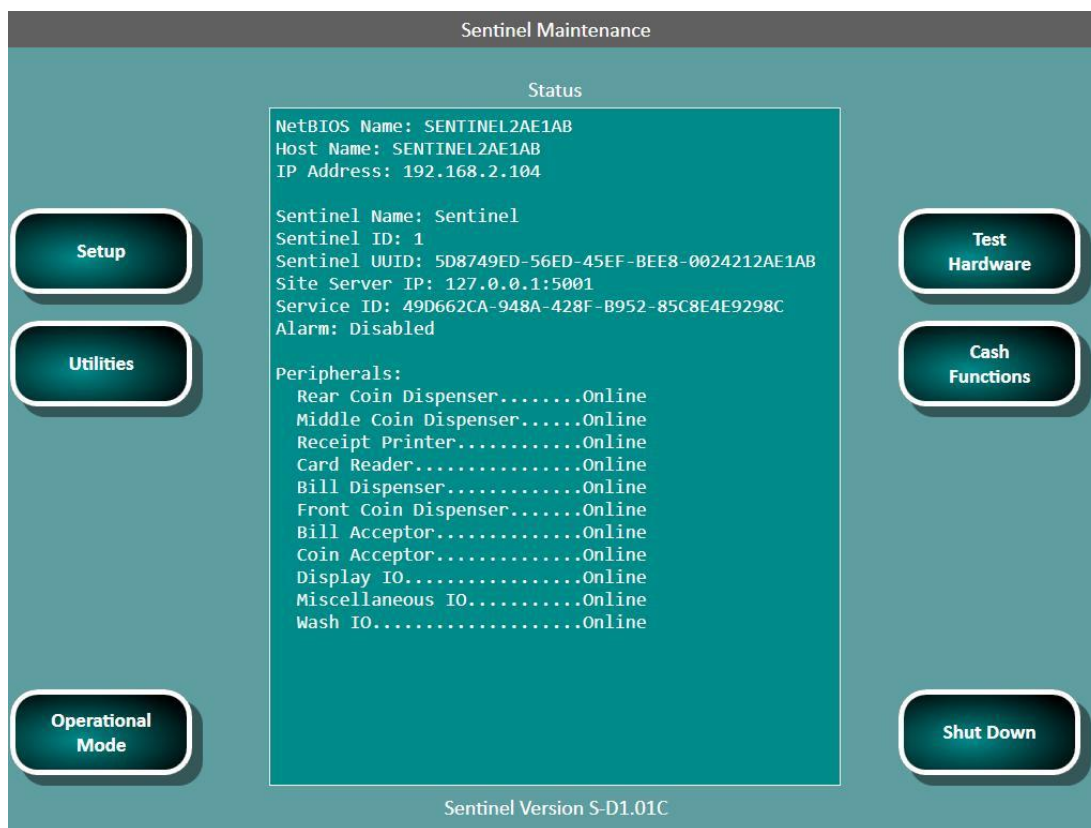 Sentinel Maintenance
Status
NetBIOS Name: SENTINEL2AE1AB
Host Name: SENTINEL2AE1AB
IP Address: 192.168.2.104
Sentinel Name: Sentinel
Sentinel ID: 1
Sentinel UUID: 5D8749ED-56ED-45EF-BEE8-0024212AE1AB
Site Server IP: 127.0.0.1:5001
Service ID: 49D662CA-948A-428F-B952-85C8E4E9298C
Alarm: Disabled
Peripherals:
Rear Coin Dispenser........Online
Middle Coin Dispenser......Online
Receipt Printer............Online
Card Reader................Online
Bill Dispenser.............Online
Front Coin Dispenser.......Online
Bill Acceptor..............Online
Coin Acceptor..............Online
Display IO.................Online
Miscellaneous IO...........Online
Wash IO....................Online
Setup
Utilities
Operational
Mode
Test
Hardware
Cash
Functions
Shut Down
Sentinel Version S-D1.01C